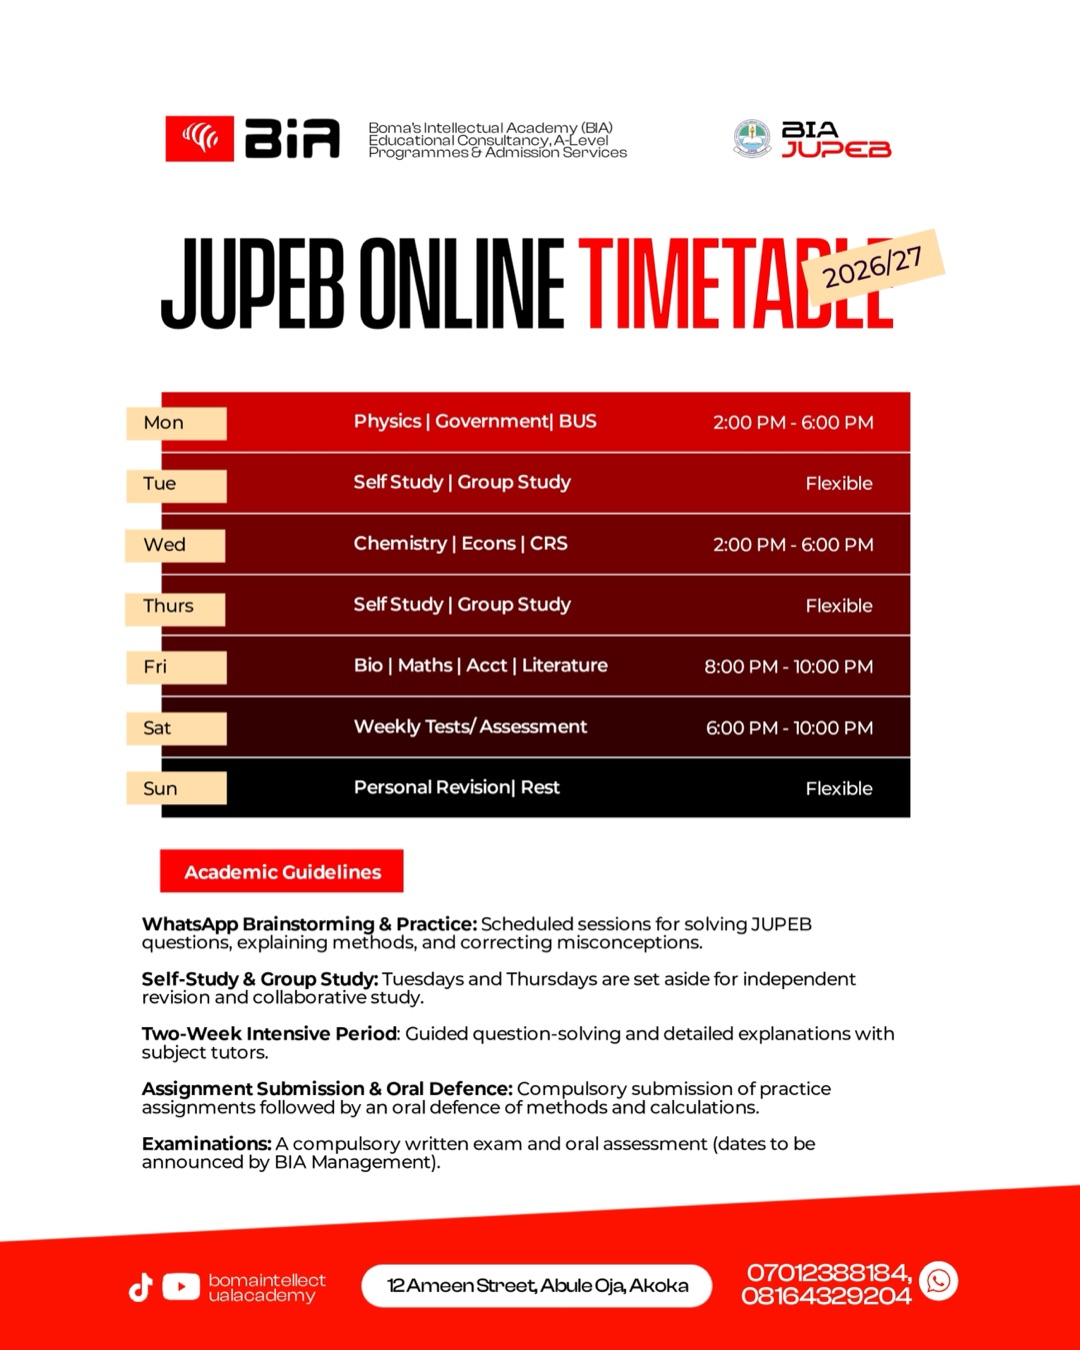 BiA
Boma's Intellectual Academy (BIA)
Educational Consultancy, A-Level
Programmes & Admission Services
BIA
JUPEB
JUPEB ONLINE TIMETABLE
2026/27
Mon Physics | Government| BUS 2:00 PM - 6:00 PM
Tue Self Study | Group Study Flexible
Wed Chemistry | Econs | CRS 2:00 PM - 6:00 PM
Thurs Self Study | Group Study Flexible
Fri Bio | Maths | Acct | Literature 8:00 PM - 10:00 PM
Sat Weekly Tests/ Assessment 6:00 PM - 10:00 PM
Sun Personal Revision| Rest Flexible
Academic Guidelines
WhatsApp Brainstorming & Practice: Scheduled sessions for solving JUPEB
questions, explaining methods, and correcting misconceptions.
Self-Study & Group Study: Tuesdays and Thursdays are set aside for independent
revision and collaborative study.
Two-Week Intensive Period: Guided question-solving and detailed explanations with
subject tutors.
Assignment Submission & Oral Defence: Compulsory submission of practice
assignments followed by an oral defence of methods and calculations.
Examinations: A compulsory written exam and oral assessment (dates to be
announced by BIA Management).
bomaintellect
ualacademy
12 Ameen Street, Abule Oja, Akoka
07012388184,
08164329204